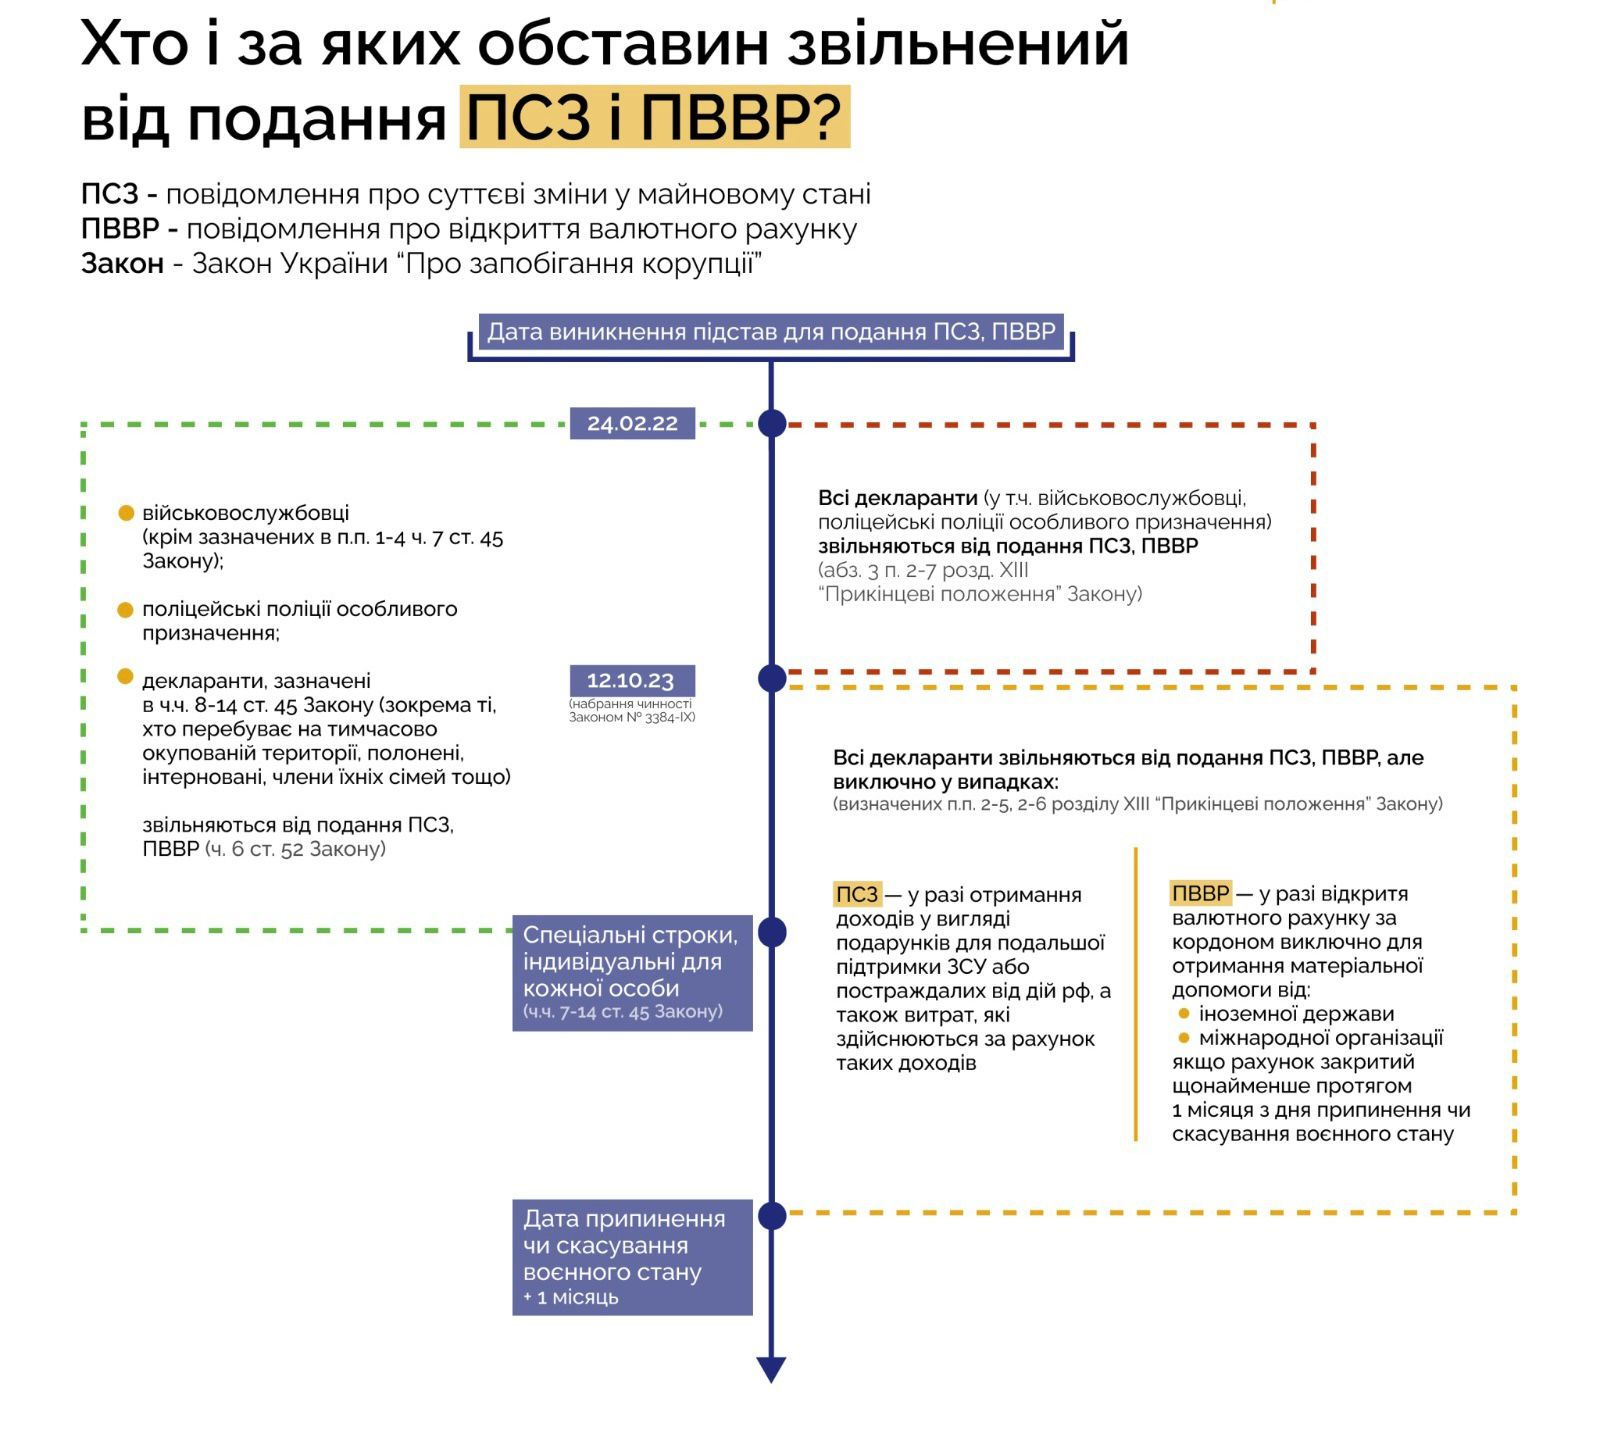 Хто і за яких обставин звільнений
від подання ПСЗ і ПВВР?
ПСЗ - повідомлення про суттєві зміни у майновому стані
ПВВР - повідомлення про відкриття валютного рахунку
Закон - Закон України “Про запобігання корупції”
Дата виникнення підстав для подання ПСЗ, ПВВР
24.02.22
військовослужбовці
(крім зазначених в п.п. 1-4 ч. 7 ст. 45
Закону);
поліцейські поліції особливого
призначення;
декларанти, зазначені
в ч.ч. 8-14 ст. 45 Закону (зокрема ті,
хто перебуває на тимчасово
окупованій території, полонені,
інтерновані, члени їхніх сімей тощо)
звільняються від подання ПСЗ,
ПВВР (ч. 6 ст. 52 Закону)
Всі декларанти (у т.ч. військовослужбовці,
поліцейські поліції особливого призначення)
звільняються від подання ПСЗ, ПВВР
(абз. 3 п. 2-7 розд. XIII
“Прикінцеві положення” Закону)
12.10.23
(набрання чинності
Законом № 3384-IX)
Всі декларанти звільняються від подання ПСЗ, ПВВР, але
виключно у випадках:
(визначених п.п. 2-5, 2-6 розділу XIII “Прикінцеві положення” Закону)
ПСЗ — у разі отримання
доходів у вигляді
подарунків для подальшої
підтримки ЗСУ або
постраждалих від дій рф, а
також витрат, які
здійснюються за рахунок
таких доходів
ПВВР — у разі відкритя
валютного рахунку за
кордоном виключно для
отримання матеріальної
допомоги від:
іноземної держави
міжнародної організації
якщо рахунок закритий
щонайменше протягом
1 місяця з дня припинення чи
скасування воєнного стану
Спеціальні строки,
індивідуальні для
кожної особи
(ч.ч. 7-14 ст. 45 Закону)
Дата припинення
чи скасування
воєнного стану
+ 1 місяць